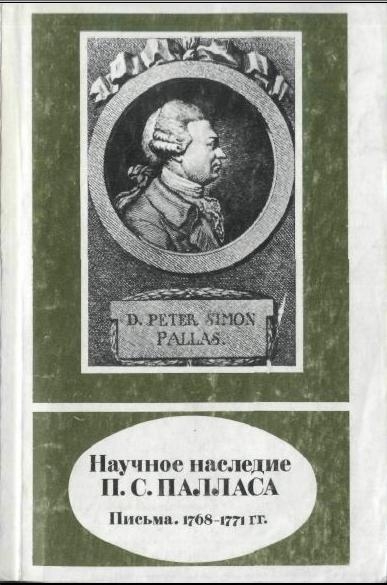 D. PETER SIMON
PALLAS.
Научное наследие
П. С. ПАЛЛАСА
Письма. 1768–1771 гг.